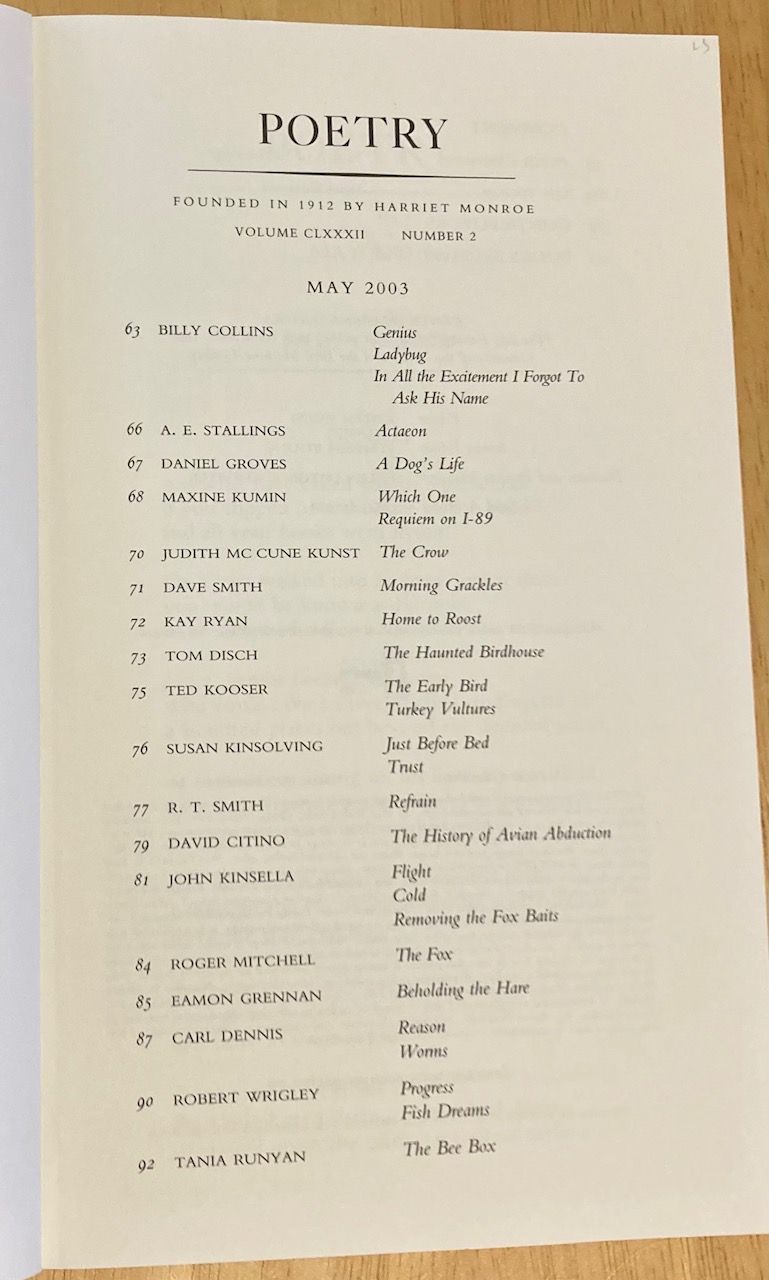 POETRY
FOUNDED IN 1912 BY HARRIET MONROE
VOLUME CLXXXII NUMBER 2
MAY 2003
63 BILLY COLLINS Genius
Ladybug
In All the Excitement I Forgot To
Ask His Name
66 A. E. STALLINGS Actaeon
67 DANIEL GROVES A Dog's Life
68 MAXINE KUMIN Which One
Requiem on I-89
70 JUDITH MC CUNE KUNST The Crow
71 DAVE SMITH Morning Grackles
72 KAY RYAN Home to Roost
73 TOM DISCH The Haunted Birdhouse
75 TED KOOSER The Early Bird
Turkey Vultures
76 SUSAN KINSOLVING Just Before Bed
Trust
77 R. T. SMITH Refrain
79 DAVID CITINO The History of Avian Abduction
81 JOHN KINSELLA Flight
Cold
Removing the Fox Baits
84 ROGER MITCHELL The Fox
85 EAMON GRENNAN Beholding the Hare
87 CARL DENNIS Reason
Worms
90 ROBERT WRIGLEY Progress
Fish Dreams
92 TANIA RUNYAN The Bee Box